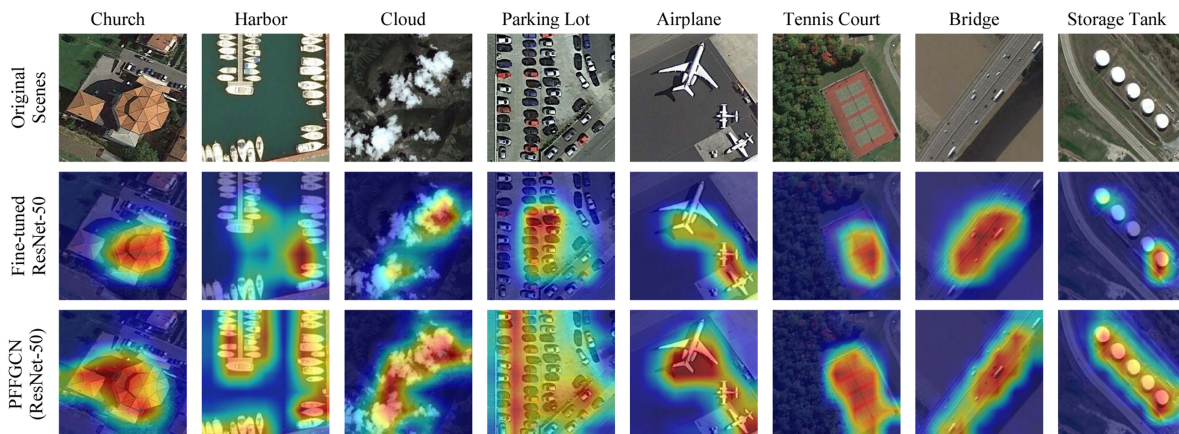 Church Harbor Cloud Parking Lot Airplane Tennis Court Bridge Storage Tank
Original
Scenes
Fine-tuned
ResNet-50
PFFGCN
(ResNet-50)